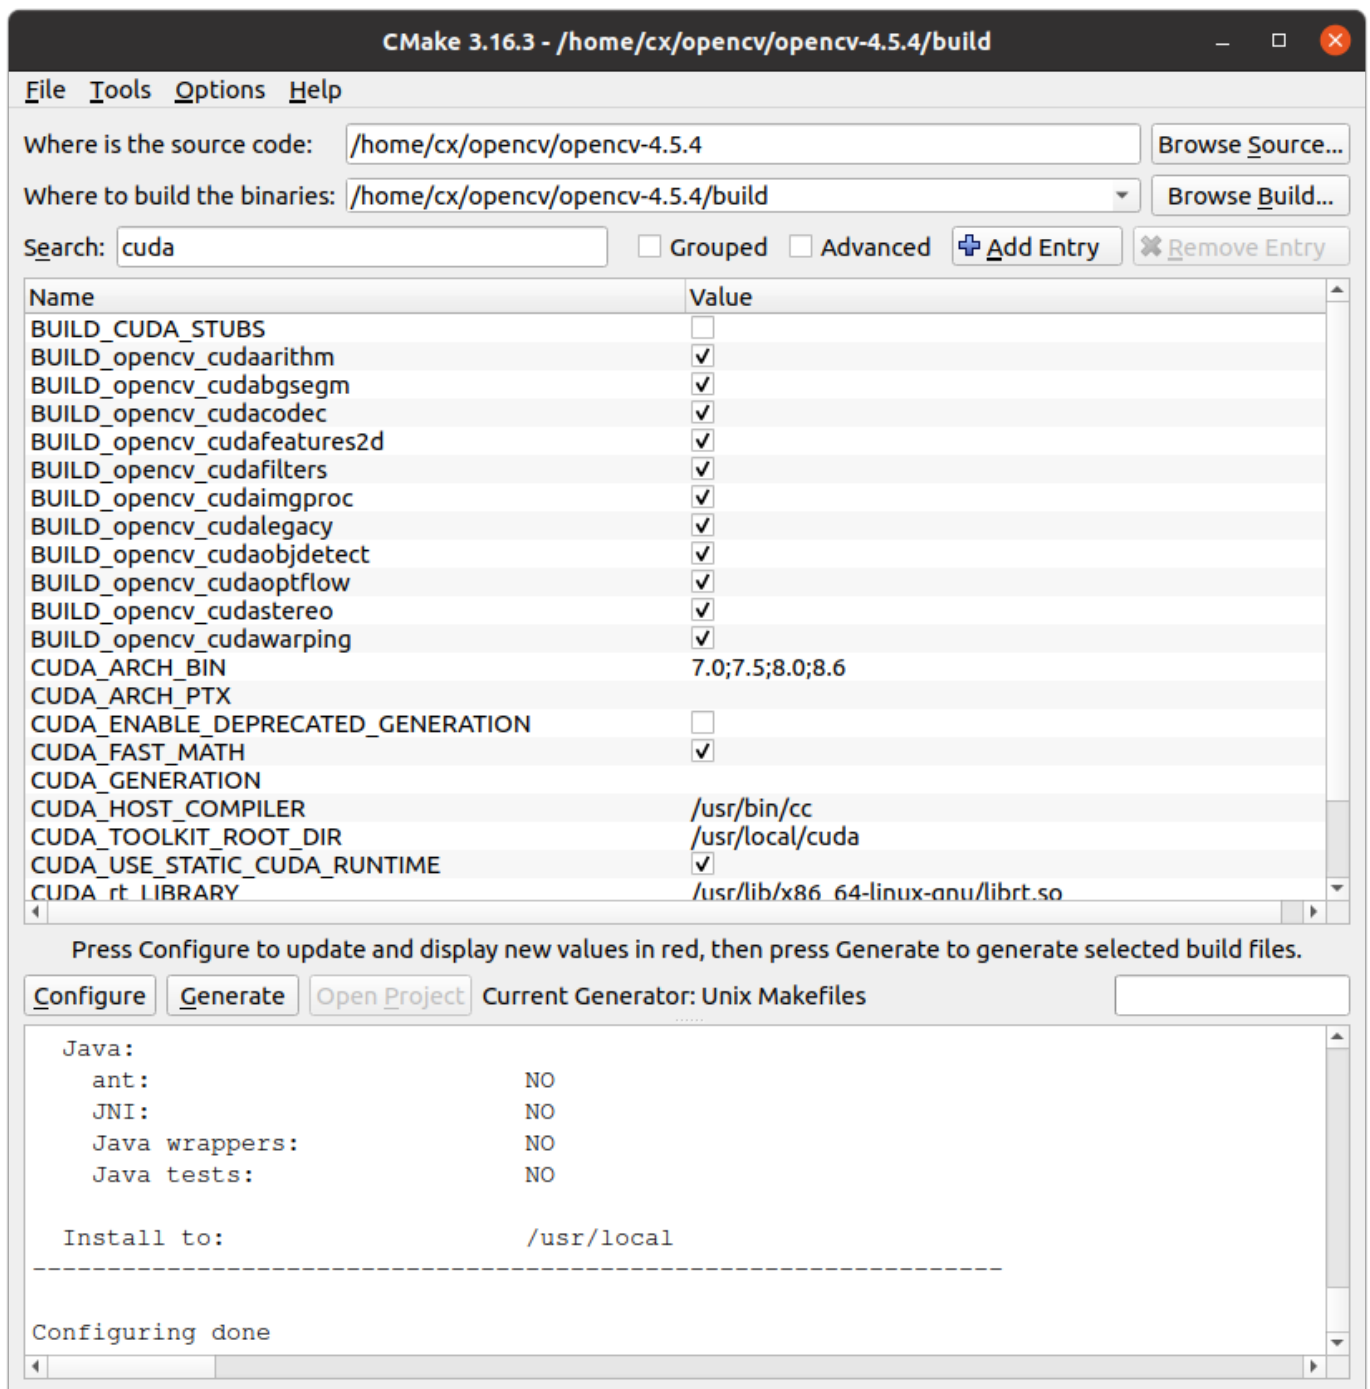 CMake 3.16.3 - /home/cx/opencv/opencv-4.5.4/build
File Tools Options Help
Where is the source code: /home/cx/opencv/opencv-4.5.4 Browse Source...
Where to build the binaries: /home/cx/opencv/opencv-4.5.4/build Browse Build...
Search: cuda Grouped Advanced Add Entry Remove Entry
Name Value
BUILD_CUDA_STUBS
BUILD_opencv_cudaarithm
BUILD_opencv_cudabgsegm
BUILD_opencv_cudacodec
BUILD_opencv_cudafeatures2d
BUILD_opencv_cudafilters
BUILD_opencv_cudaimgproc
BUILD_opencv_cudalegacy
BUILD_opencv_cudaobjdetect
BUILD_opencv_cudaoptflow
BUILD_opencv_cudastereo
BUILD_opencv_cudawarping
CUDA_ARCH_BIN 7.0;7.5;8.0;8.6
CUDA_ARCH_PTX
CUDA_ENABLE_DEPRECATED_GENERATION
CUDA_FAST_MATH
CUDA_GENERATION
CUDA_HOST_COMPILER /usr/bin/cc
CUDA_TOOLKIT_ROOT_DIR /usr/local/cuda
CUDA_USE_STATIC_CUDA_RUNTIME
CUDA_rt_LIBRARY /usr/lib/x86_64-linux-gnu/librt.so
Press Configure to update and display new values in red, then press Generate to generate selected build files.
Configure Generate Open Project Current Generator: Unix Makefiles
Java:
ant: NO
JNI: NO
Java wrappers: NO
Java tests: NO
Install to: /usr/local
------------------------------------------------------------------
Configuring done